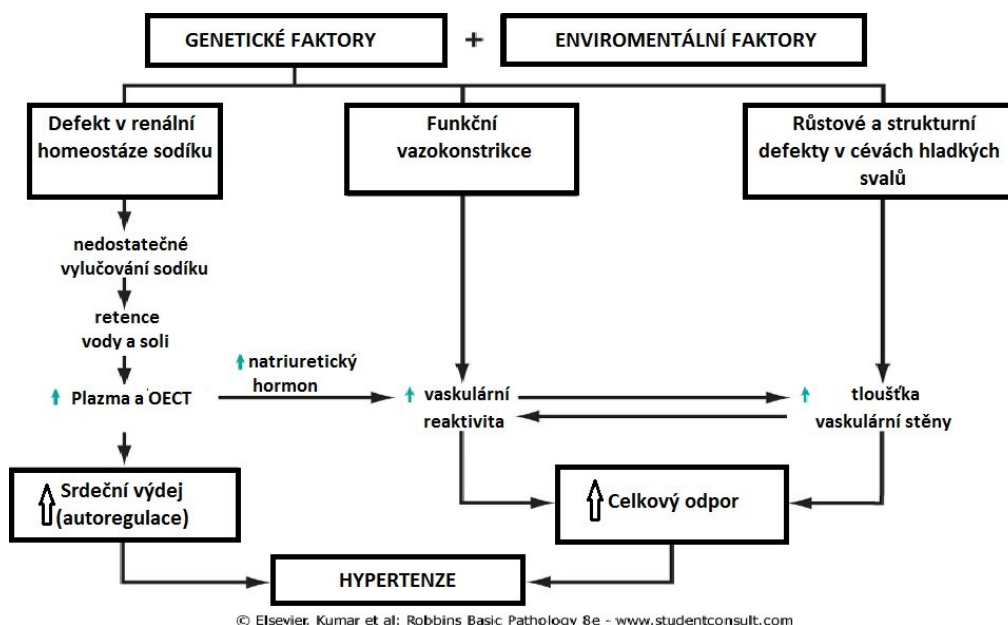 GENETICKÉ FAKTORY
+
ENVIROMENTÁLNÍ FAKTORY
Defekt v renální
homeostáze sodíku
Funkční
vazokonstrikce
Růstové a strukturní
defekty v cévách hladkých
svalů
nedostatečné
vylučování sodíku
retence
vody a soli
↑ Plazma a OECT
↑ natriuretický
hormon
↑ vaskulární
reaktivita
↑ tloušťka
vaskulární stěny
↑ Srdeční výdej
(autoregulace)
↑ Celkový odpor
HYPERTENZE
© Elsevier. Kumar et al: Robbins Basic Pathology 8e - www.studentconsult.com